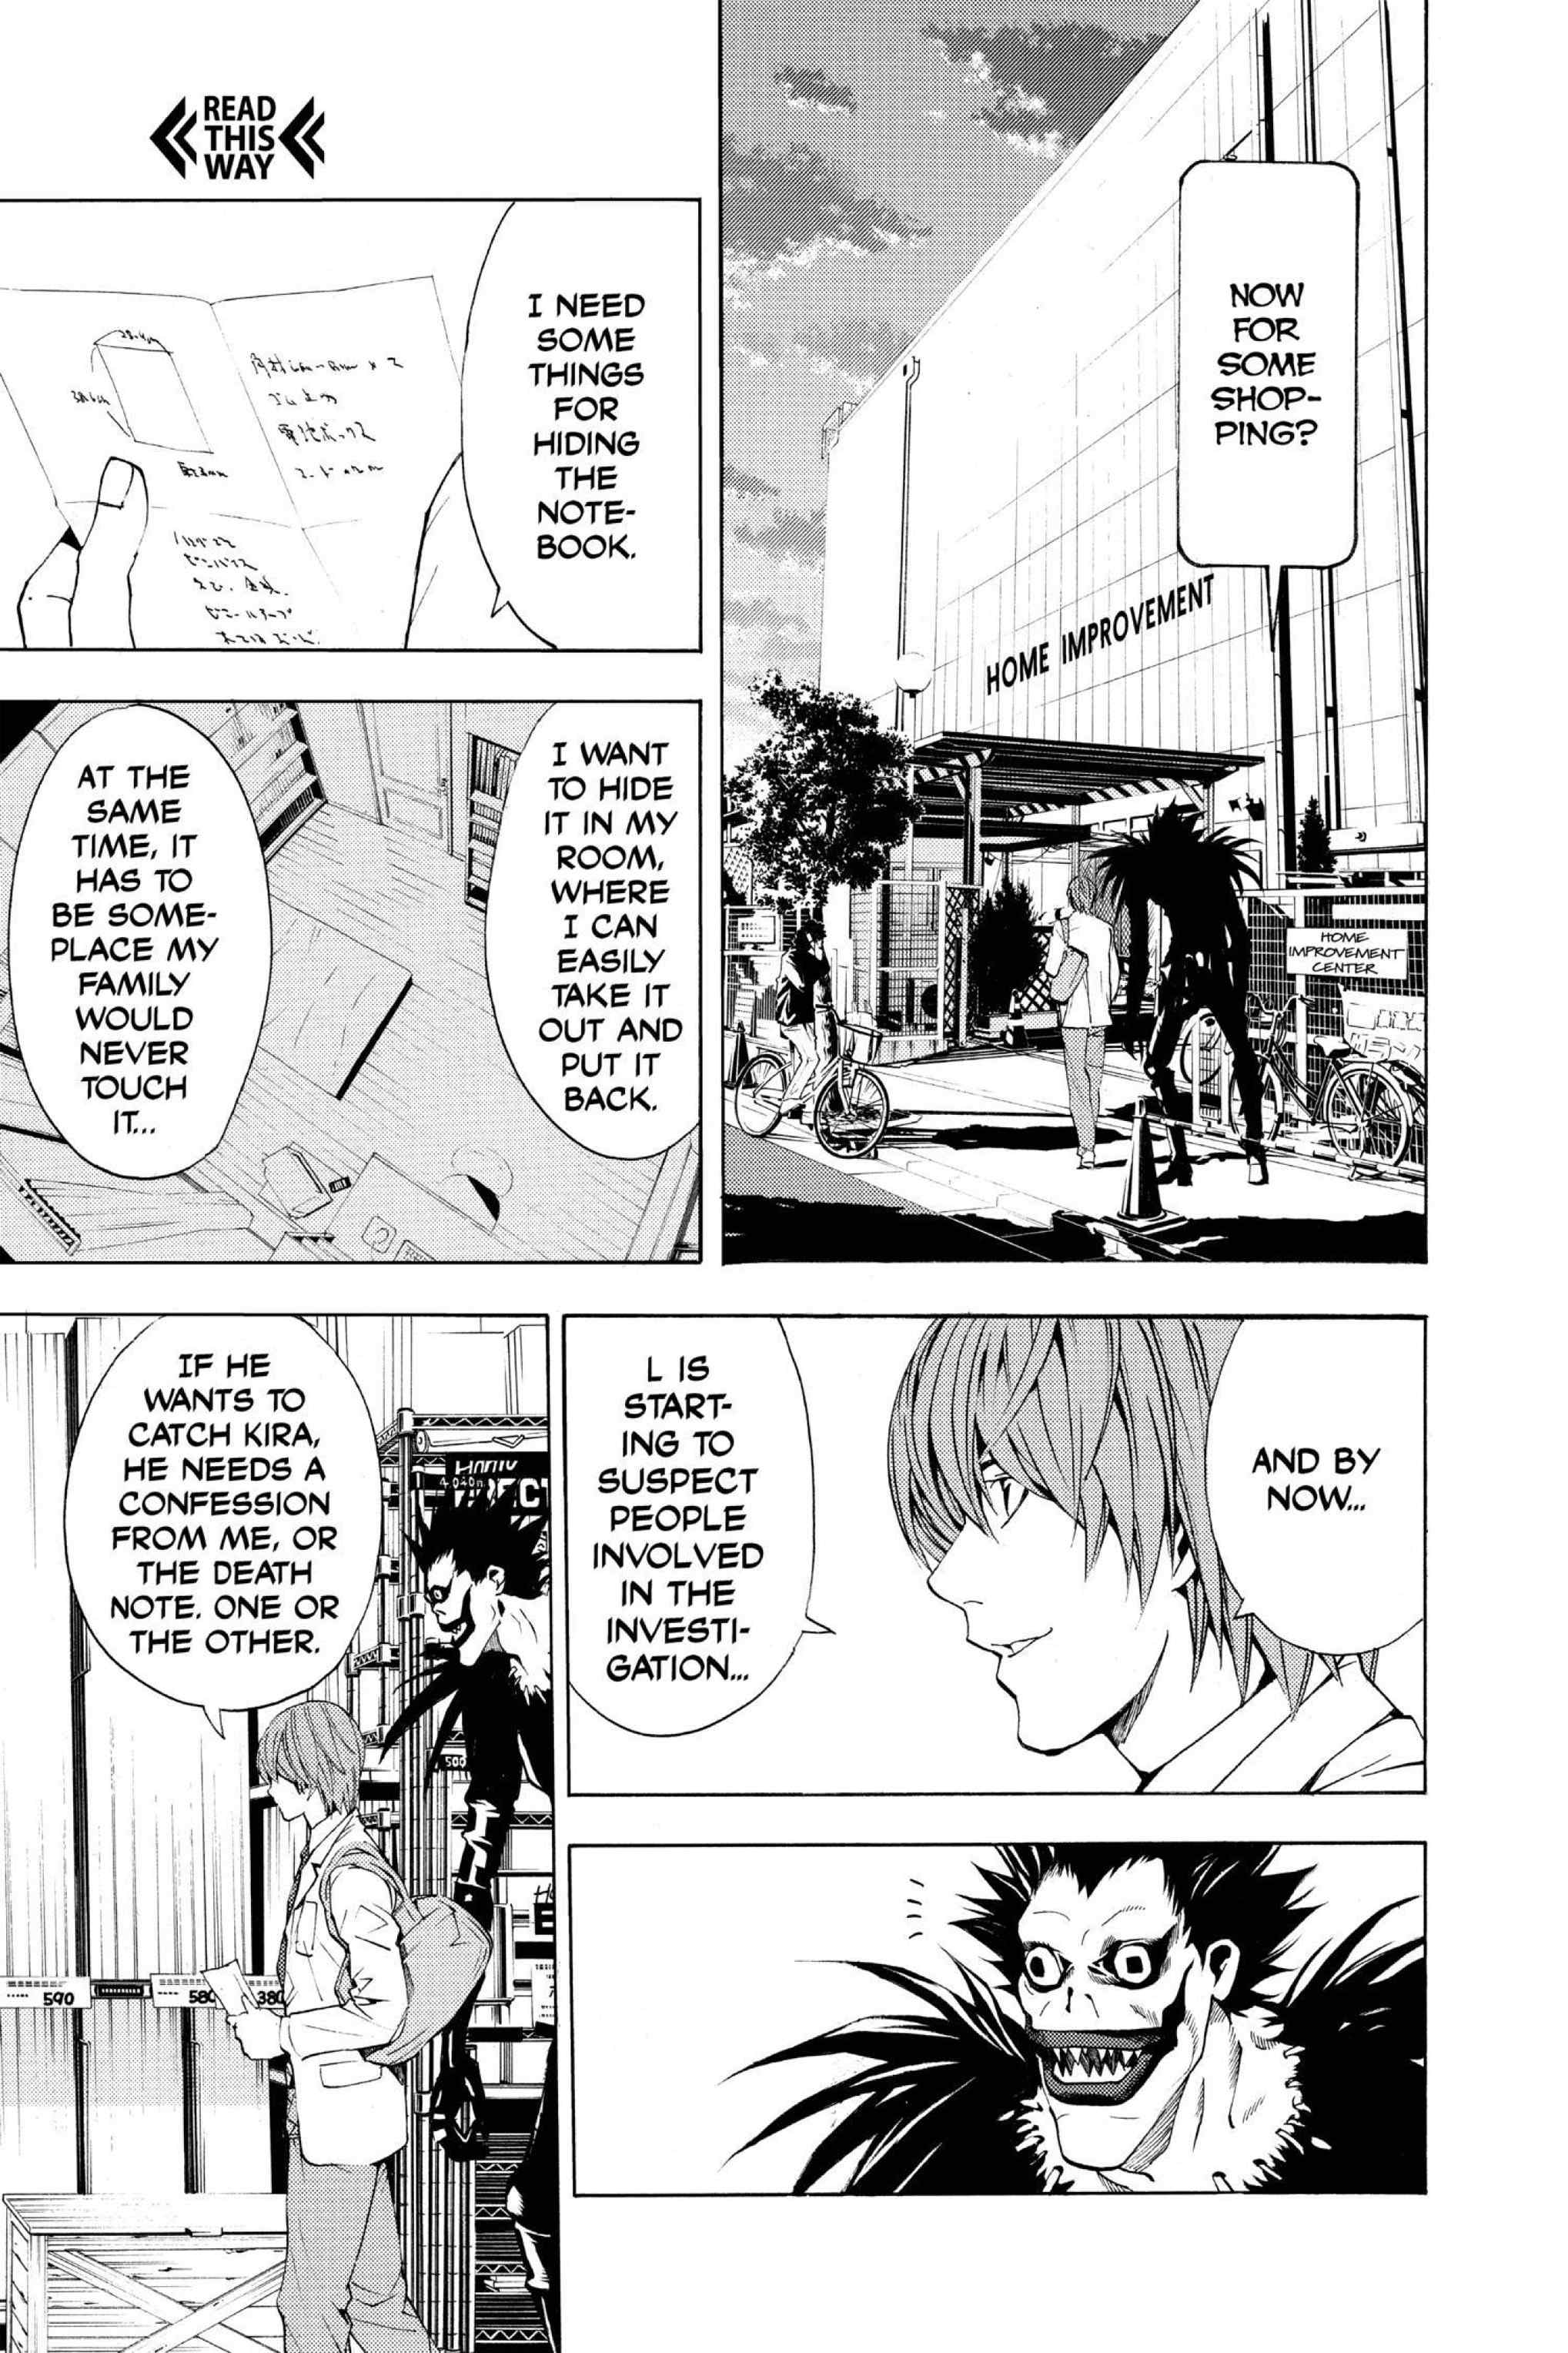 READ
THIS
WAY
NOW
FOR
SOME
SHOP-
PING?
HOME IMPROVEMENT
HOME
IMPROVEMENT
CENTER
I NEED
SOME
THINGS
FOR
HIDING
THE
NOTE-
BOOK.
I WANT
TO HIDE
IT IN MY
ROOM,
WHERE
I CAN
EASILY
TAKE IT
OUT AND
PUT IT
BACK.
AT THE
SAME
TIME, IT
HAS TO
BE SOME-
PLACE MY
FAMILY
WOULD
NEVER
TOUCH
IT...
AND BY
NOW...
L IS
START-
ING TO
SUSPECT
PEOPLE
INVOLVED
IN THE
INVESTI-
GATION...
IF HE
WANTS TO
CATCH KIRA,
HE NEEDS A
CONFESSION
FROM ME, OR
THE DEATH
NOTE. ONE OR
THE OTHER.
500
590
580
380